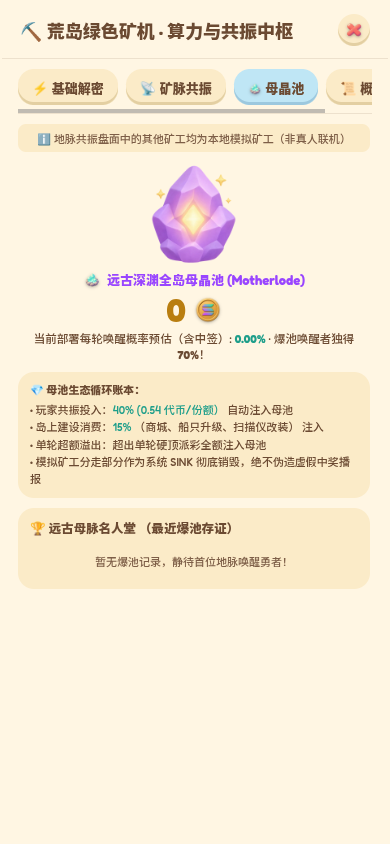 荒岛绿色矿机 · 算力与共振中枢
基础解密
矿脉共振
母晶池
概
地脉共振盘面中的其他矿工均为本地模拟矿工（非真人联机）
远古深渊全岛母晶池 (Motherlode)
0
当前部署每轮唤醒概率预估（含中签）: 0.00% · 爆池唤醒者独得
70%！
母池生态循环账本：
• 玩家共振投入：40% (0.54 代币/份额) 自动注入母池
• 岛上建设消费：15% （商城、船只升级、扫描仪改装） 注入
• 单轮超额溢出：超出单轮硬顶派彩全额注入母池
• 模拟矿工分走部分作为系统 SINK 彻底销毁，绝不伪造虚假中奖播
报
远古母脉名人堂 （最近爆池存证）
暂无爆池记录，静待首位地脉唤醒勇者！